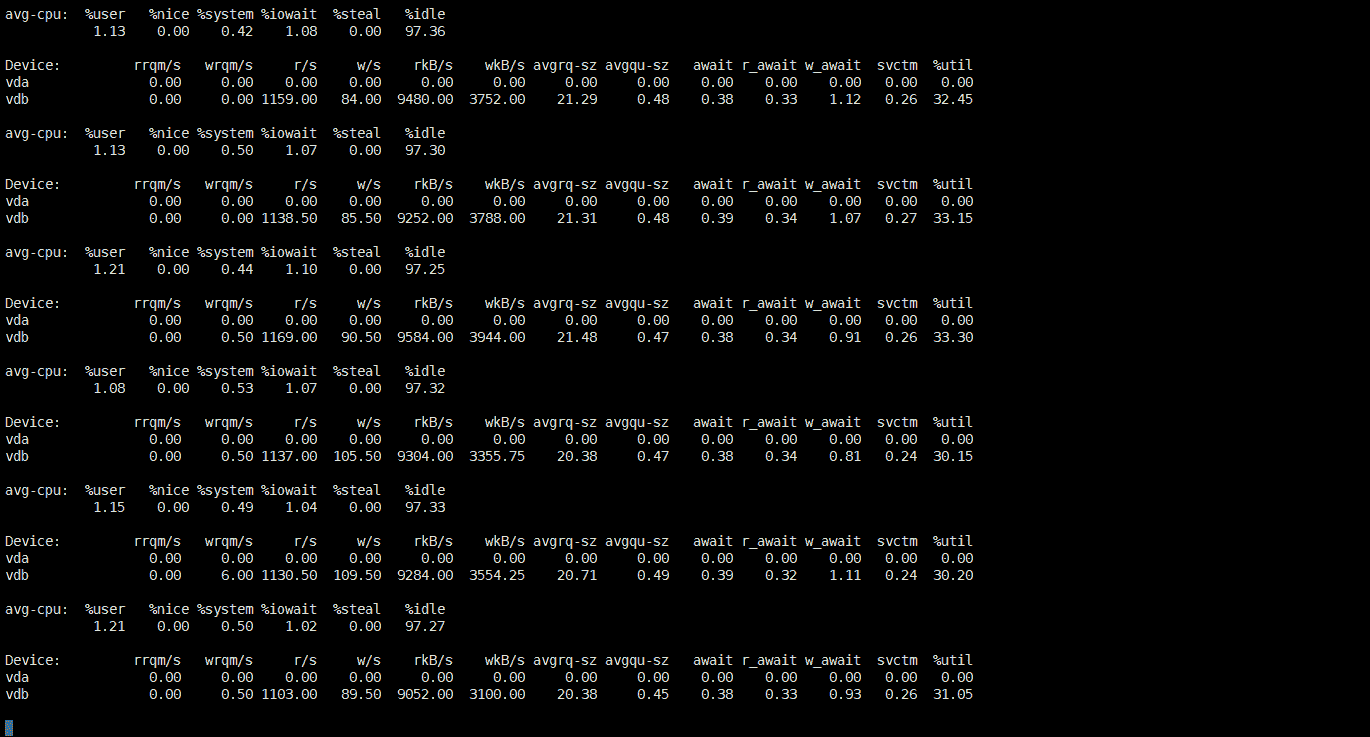 avg-cpu:  %user   %nice %system %iowait  %steal   %idle
           1.13    0.00    0.42    1.08    0.00   97.36
Device:         rrqm/s   wrqm/s     r/s     w/s    rkB/s    wkB/s avgrq-sz avgqu-sz   await r_await w_await  svctm  %util
vda               0.00     0.00    0.00    0.00     0.00     0.00     0.00     0.00    0.00    0.00    0.00   0.00   0.00
vdb               0.00     0.00 1159.00   84.00  9480.00  3752.00    21.29     0.48    0.38    0.33    1.12   0.26  32.45
avg-cpu:  %user   %nice %system %iowait  %steal   %idle
           1.13    0.00    0.50    1.07    0.00   97.30
Device:         rrqm/s   wrqm/s     r/s     w/s    rkB/s    wkB/s avgrq-sz avgqu-sz   await r_await w_await  svctm  %util
vda               0.00     0.00    0.00    0.00     0.00     0.00     0.00     0.00    0.00    0.00    0.00   0.00   0.00
vdb               0.00     0.00 1138.50   85.50  9252.00  3788.00    21.31     0.48    0.39    0.34    1.07   0.27  33.15
avg-cpu:  %user   %nice %system %iowait  %steal   %idle
           1.21    0.00    0.44    1.10    0.00   97.25
Device:         rrqm/s   wrqm/s     r/s     w/s    rkB/s    wkB/s avgrq-sz avgqu-sz   await r_await w_await  svctm  %util
vda               0.00     0.00    0.00    0.00     0.00     0.00     0.00     0.00    0.00    0.00    0.00   0.00   0.00
vdb               0.00     0.50 1169.00   90.50  9584.00  3944.00    21.48     0.47    0.38    0.34    0.91   0.26  33.30
avg-cpu:  %user   %nice %system %iowait  %steal   %idle
           1.08    0.00    0.53    1.07    0.00   97.32
Device:         rrqm/s   wrqm/s     r/s     w/s    rkB/s    wkB/s avgrq-sz avgqu-sz   await r_await w_await  svctm  %util
vda               0.00     0.00    0.00    0.00     0.00     0.00     0.00     0.00    0.00    0.00    0.00   0.00   0.00
vdb               0.00     0.50 1137.00  105.50  9304.00  3355.75    20.38     0.47    0.38    0.34    0.81   0.24  30.15
avg-cpu:  %user   %nice %system %iowait  %steal   %idle
           1.15    0.00    0.49    1.04    0.00   97.33
Device:         rrqm/s   wrqm/s     r/s     w/s    rkB/s    wkB/s avgrq-sz avgqu-sz   await r_await w_await  svctm  %util
vda               0.00     0.00    0.00    0.00     0.00     0.00     0.00     0.00    0.00    0.00    0.00   0.00   0.00
vdb               0.00     6.00 1130.50  109.50  9284.00  3554.25    20.71     0.49    0.39    0.32    1.11   0.24  30.20
avg-cpu:  %user   %nice %system %iowait  %steal   %idle
           1.21    0.00    0.50    1.02    0.00   97.27
Device:         rrqm/s   wrqm/s     r/s     w/s    rkB/s    wkB/s avgrq-sz avgqu-sz   await r_await w_await  svctm  %util
vda               0.00     0.00    0.00    0.00     0.00     0.00     0.00     0.00    0.00    0.00    0.00   0.00   0.00
vdb               0.00     0.50 1103.00   89.50  9052.00  3100.00    20.38     0.45    0.38    0.33    0.93   0.26  31.05